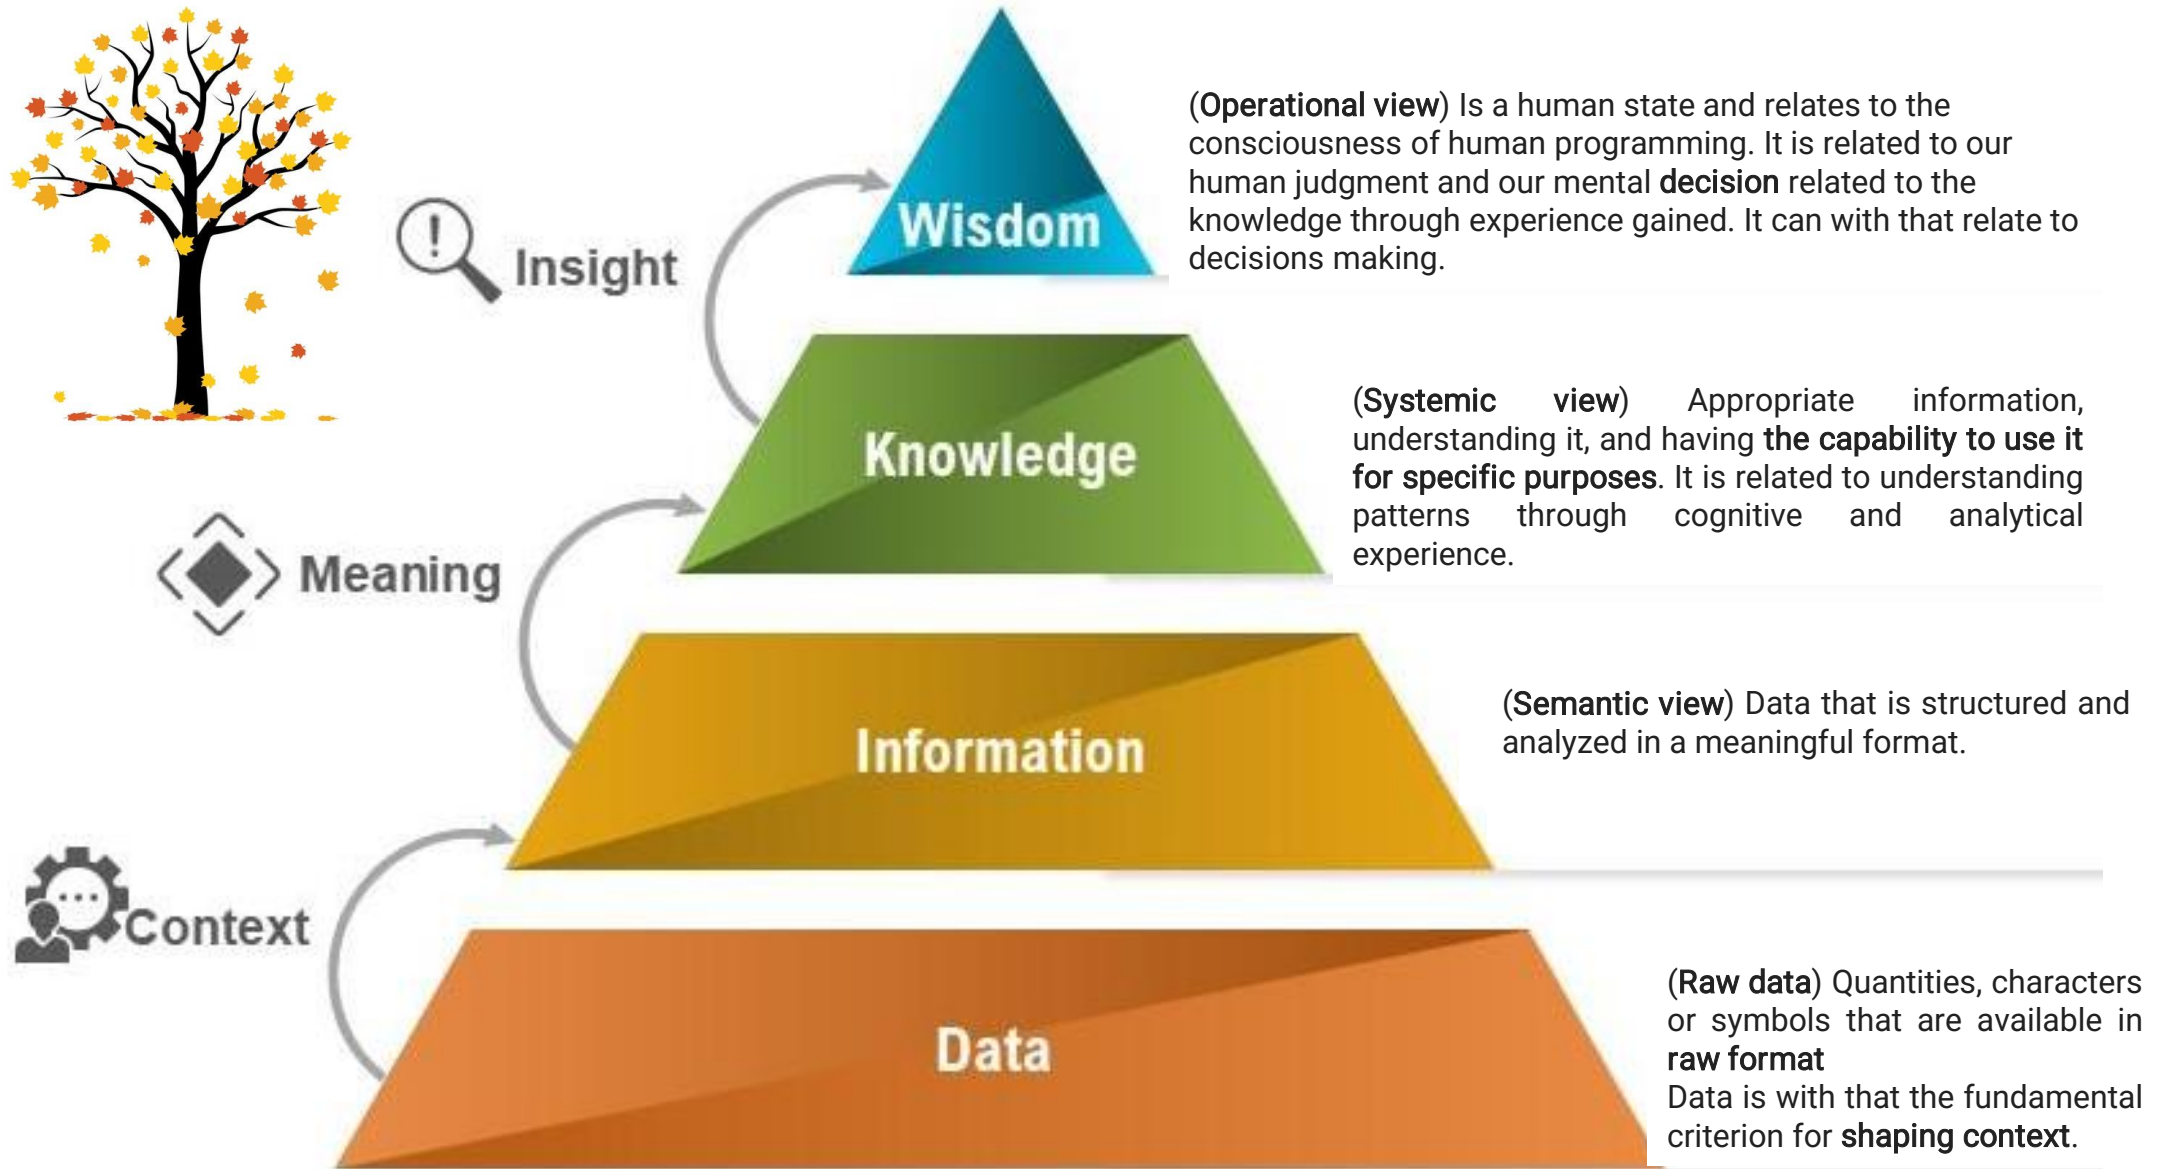 (Operational view) Is a human state and relates to the
consciousness of human programming. It is related to our
human judgment and our mental decision related to the
knowledge through experience gained. It can with that relate to
decisions making.
Wisdom
Insight
(Systemic view) Appropriate information,
understanding it, and having the capability to use it
for specific purposes. It is related to understanding
patterns through cognitive and analytical
experience.
Knowledge
Meaning
(Semantic view) Data that is structured and
analyzed in a meaningful format.
Information
Context
(Raw data) Quantities, characters
or symbols that are available in
raw format
Data is with that the fundamental
criterion for shaping context.
Data